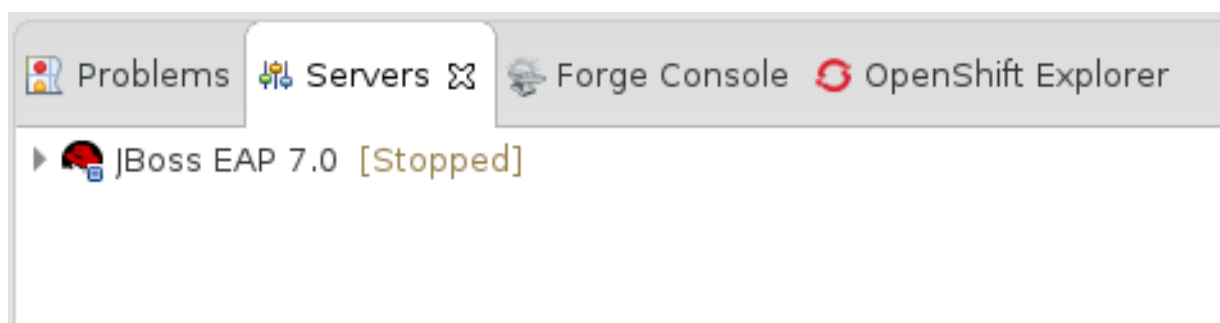 Problems Servers Forge Console OpenShift Explorer
JBoss EAP 7.0 [Stopped]